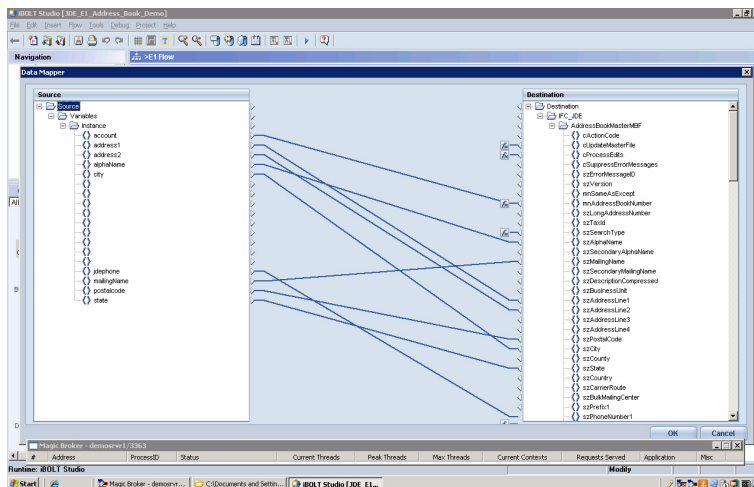 iBOLT Studio [JDE_E1_Address_Book_Demo]
File Edit Insert Flow Tools Debug Project Help
Navigation
>E1 Flow
Data Mapper
Source
Source
Variables
Instance
account
address1
address2
alphaName
city
jdephone
mailingName
postalcode
state
Destination
Destination
IFC_JDE
AddressBookMasterMBF
cActionCode
cUpdateMasterFile
cProcessEdits
cSuppressErrorMessages
szErrorMessageID
szVersion
mnSameAsExcept
mnAddressBookNumber
szLongAddressNumber
szTaxId
szSearchType
szAlphaName
szSecondaryAlphaName
szMailingName
szSecondaryMailingName
szDescriptionCompressed
szBusinessUnit
szAddressLine1
szAddressLine2
szAddressLine3
szAddressLine4
szPostalCode
szCity
szCounty
szState
szCountry
szCarrierRoute
szBulkMailingCenter
szPrefix1
szPhoneNumber1
OK Cancel
Magic Broker - demosrvr1/3363
# Address ProcessID Status Current Threads Peak Threads Max Threads Current Contexts Requests Served Application Misc
Runtime: iBOLT Studio Modify
Start Magic Broker - demosrvr... C:\Documents and Settin... iBOLT Studio [JDE_E1...